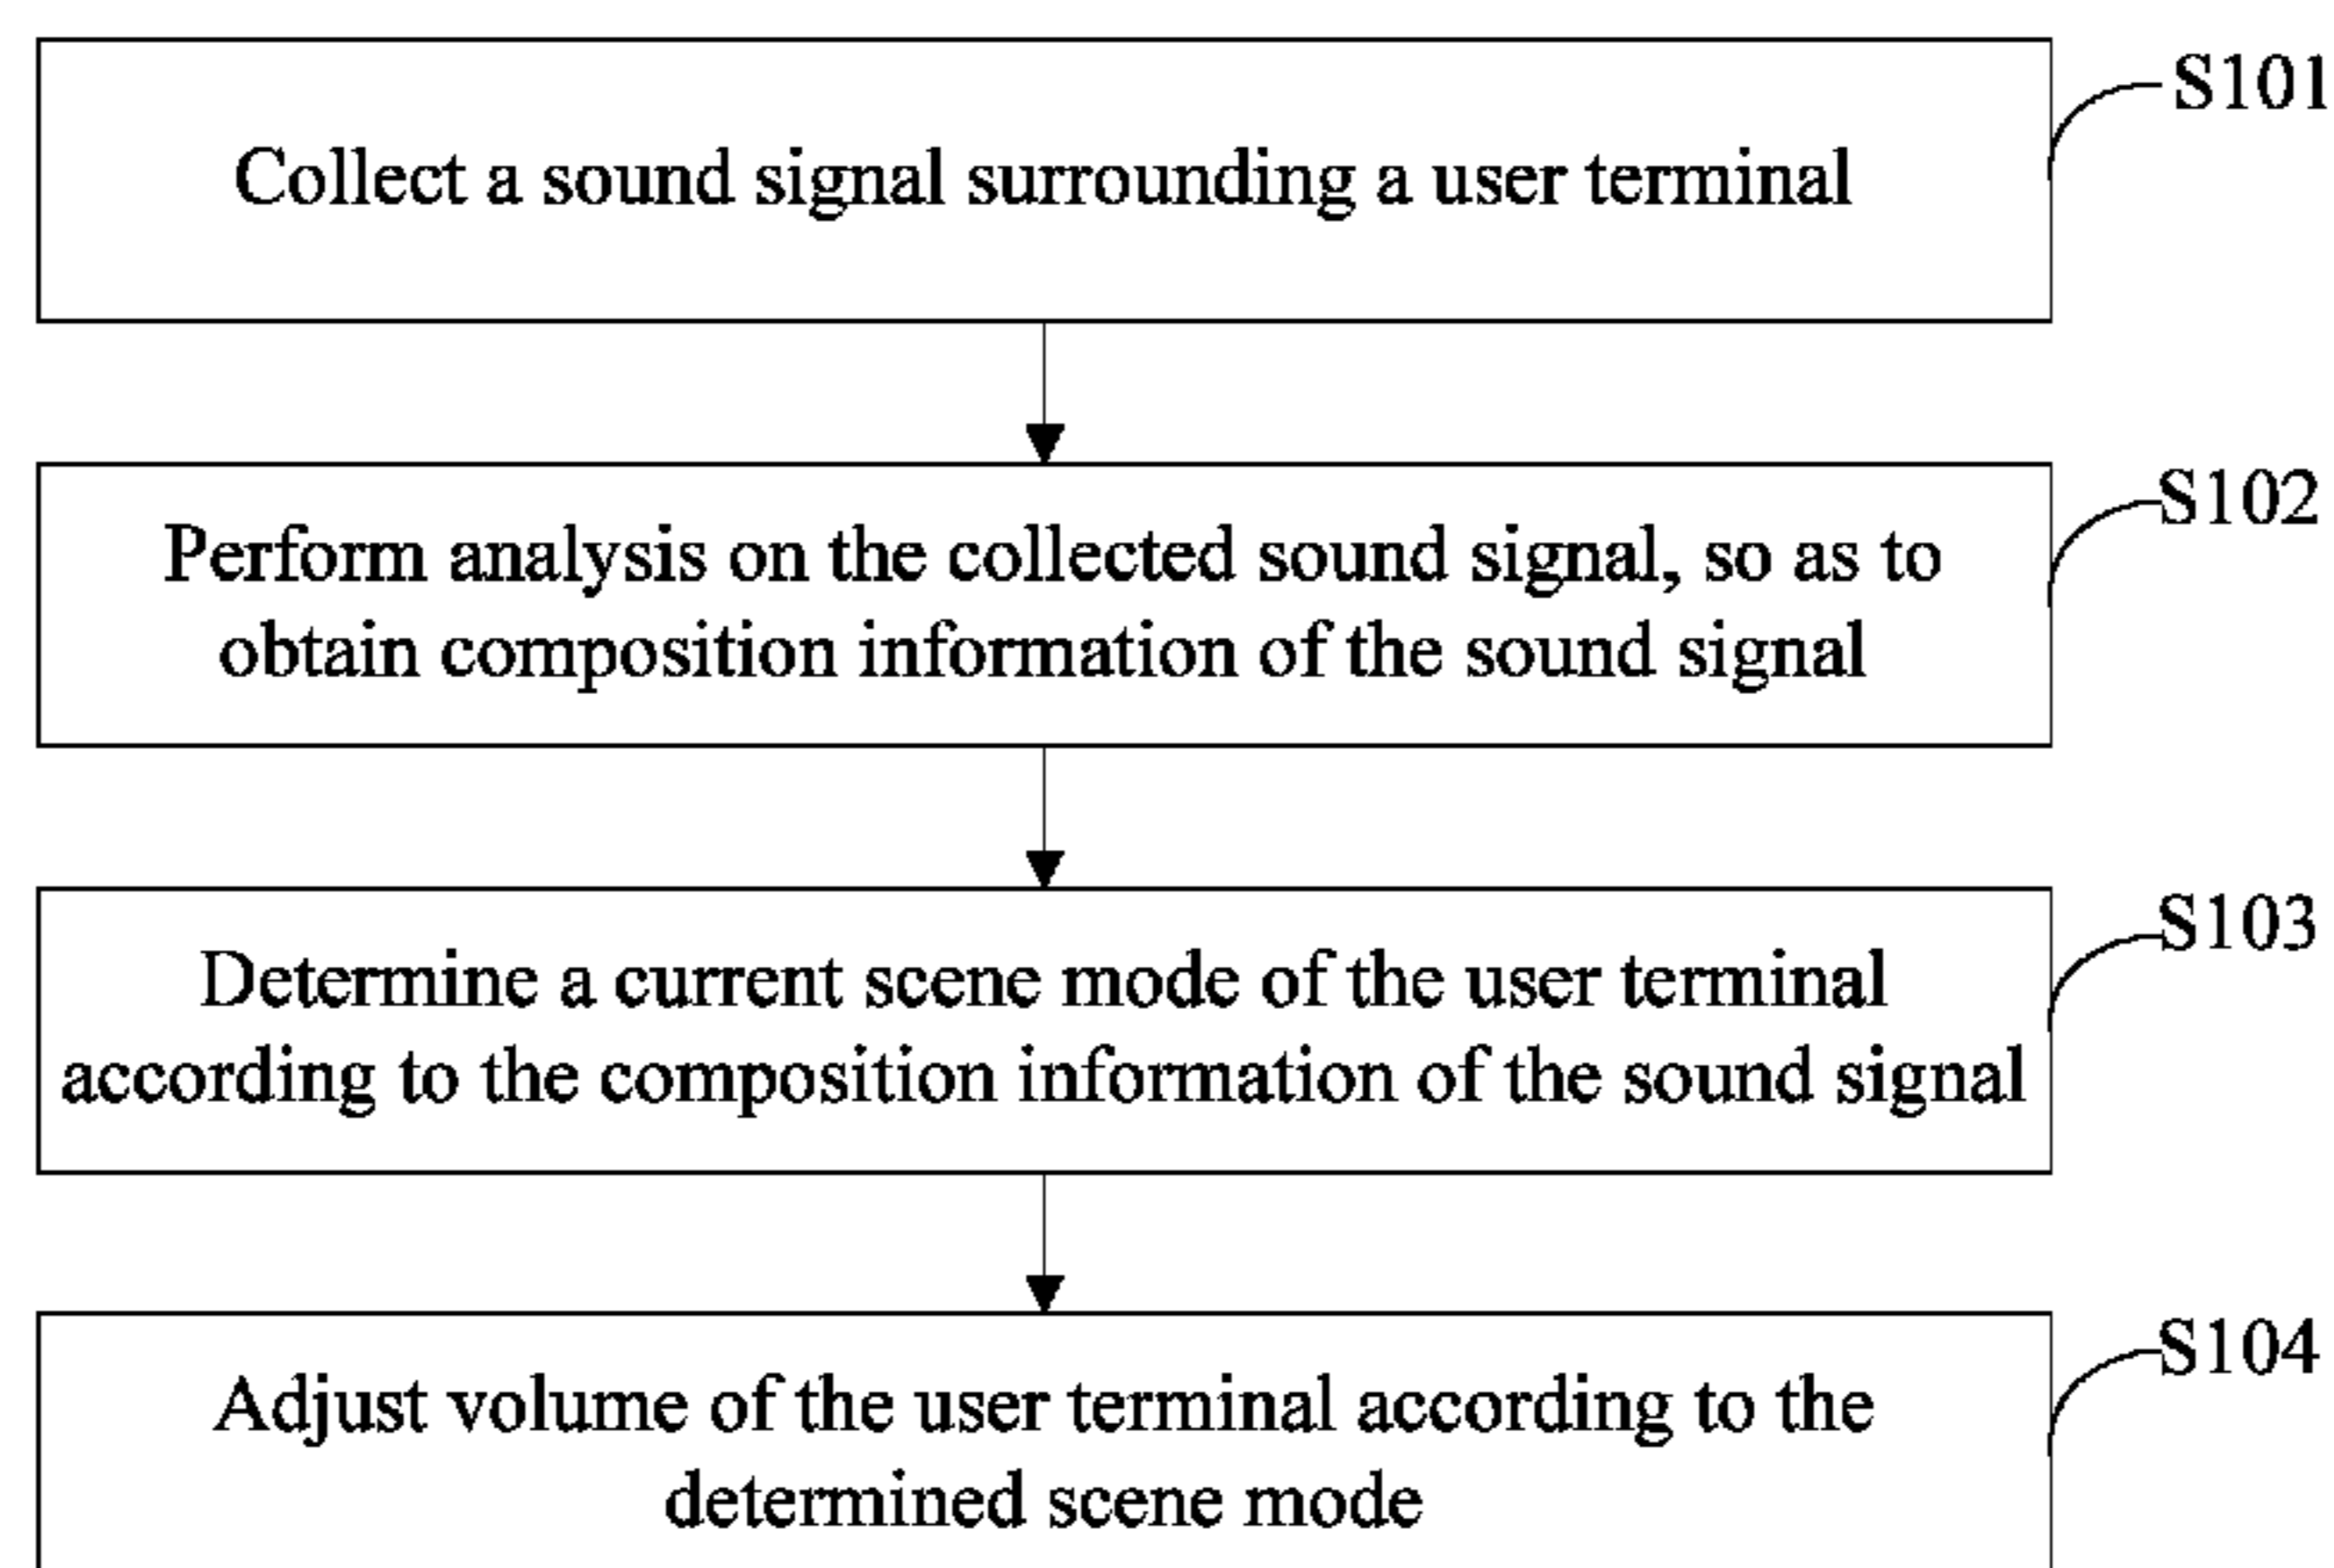 S101
Collect a sound signal surrounding a user terminal
S102
Perform analysis on the collected sound signal, so as to
obtain composition information of the sound signal
S103
Determine a current scene mode of the user terminal
according to the composition information of the sound signal
S104
Adjust volume of the user terminal according to the
determined scene mode